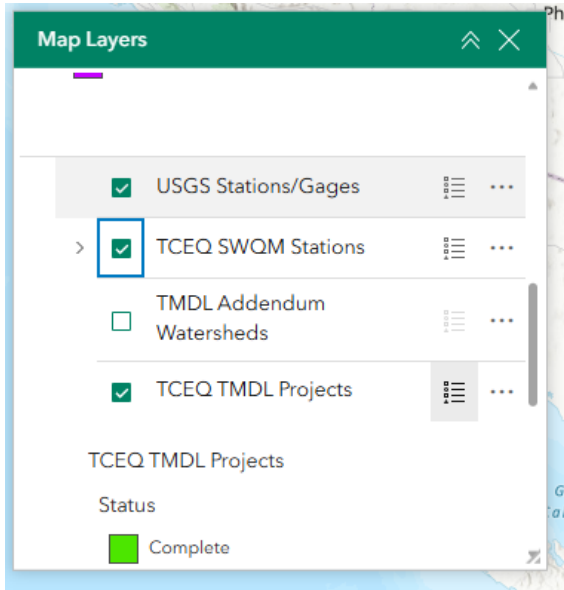 Map Layers
USGS Stations/Gages
TCEQ SWQM Stations
TMDL Addendum
Watersheds
TCEQ TMDL Projects
TCEQ TMDL Projects
Status
Complete
Ph